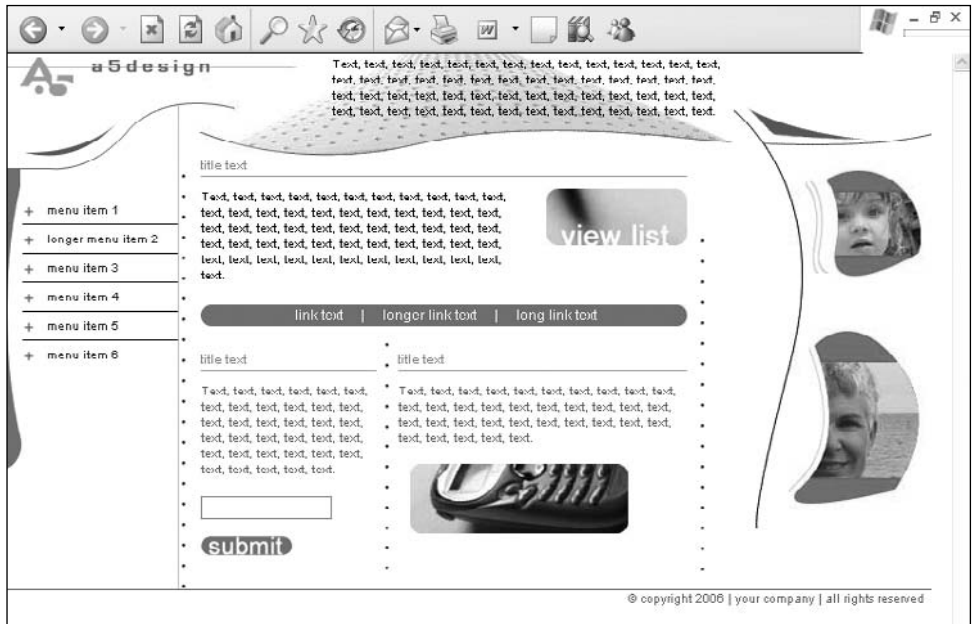 A5 a5design
Text, text, text, text, text, text, text, text, text, text, text, text, text, text,
text, text, text, text, text, text, text, text, text, text, text, text, text, text,
text, text, text, text, text, text, text, text, text, text, text, text, text, text,
text, text, text, text, text, text, text, text, text, text, text, text, text, text.
+ menu item 1
+ longer menu item 2
+ menu item 3
+ menu item 4
+ menu item 5
+ menu item 6
title text
Text, text, text, text, text, text, text, text, text, text, text,
text, text, text, text, text, text, text, text, text, text, text,
text, text, text, text, text, text, text, text, text, text, text,
text, text, text, text, text, text, text, text, text, text, text,
text, text, text, text, text, text, text, text, text, text, text,
text.
view list
link text | longer link text | long link text
title text
Text, text, text, text, text, text,
text, text, text, text, text, text,
text, text, text, text, text, text,
text, text, text, text, text, text,
text, text, text, text, text, text,
text, text, text, text, text.
submit
title text
Text, text, text, text, text, text, text, text, text, text,
text, text, text, text, text, text, text, text, text, text,
text, text, text, text, text, text, text, text, text, text,
text, text, text, text, text.
© copyright 2006 | your company | all rights reserved